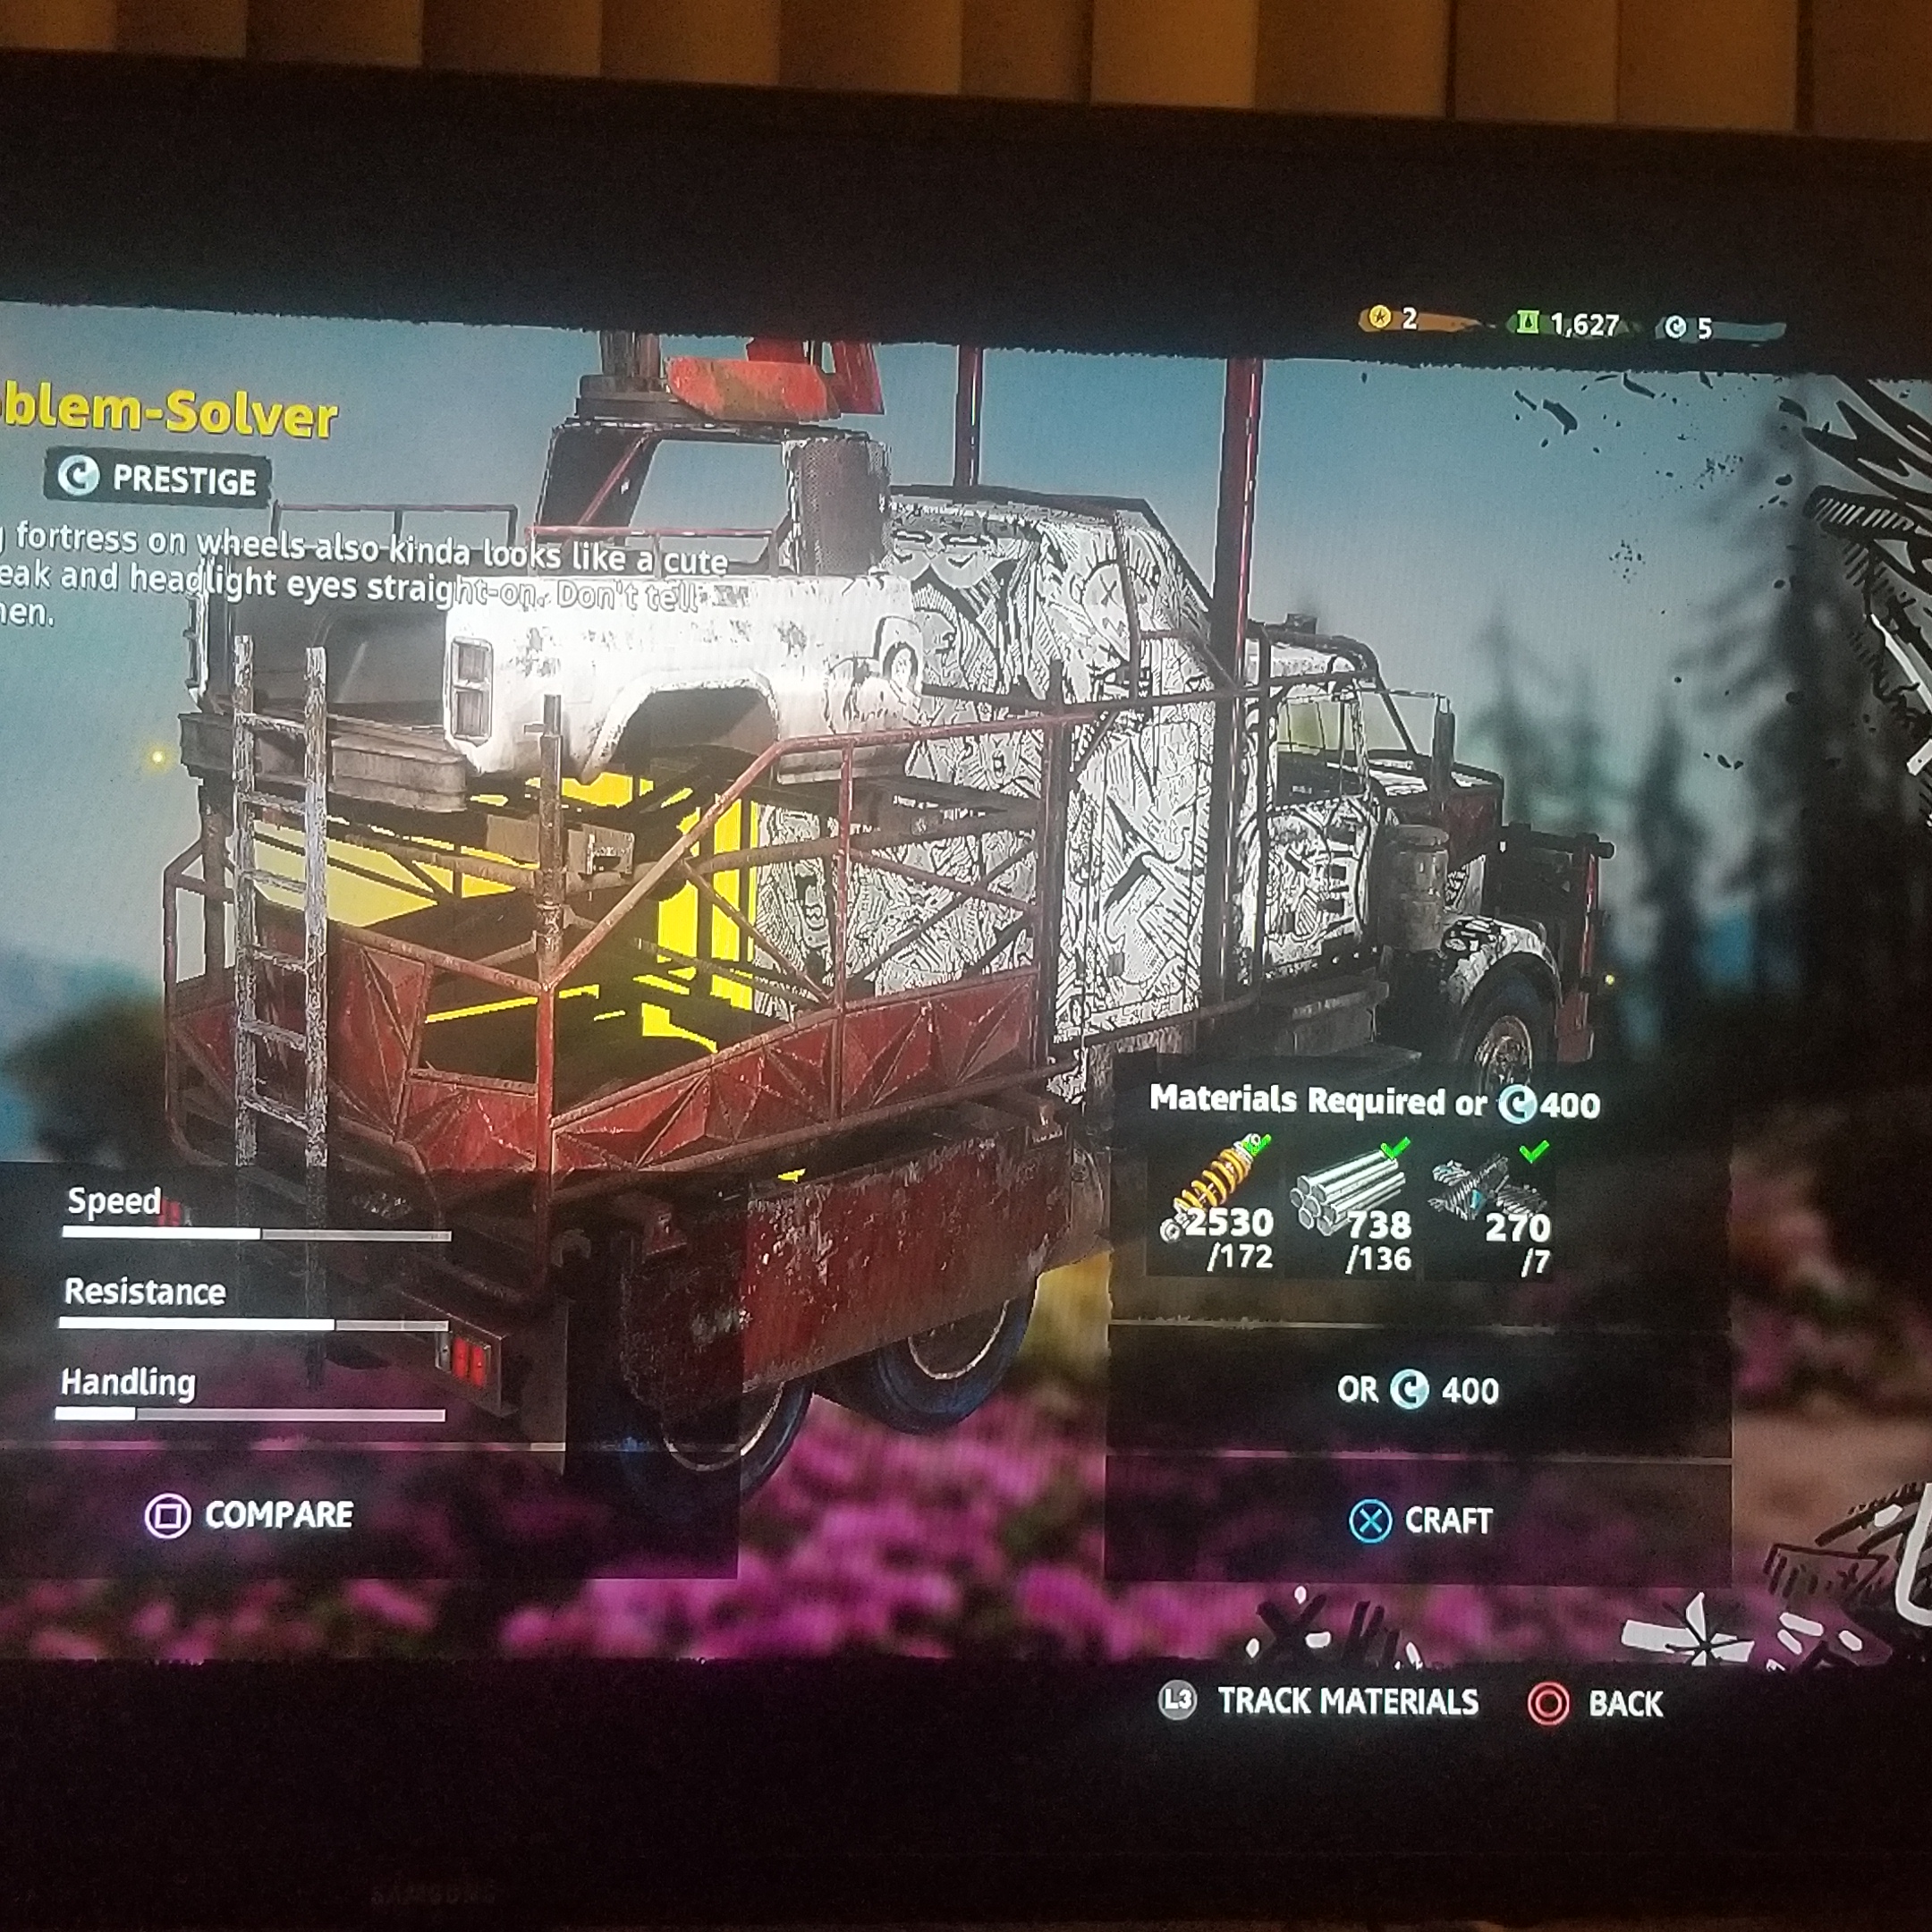 2 1,627 5
blem-Solver
PRESTIGE
fortress on wheels also kinda looks like a cute
eak and headlight eyes straight-on. Don't tell
en.
Materials Required or 400
2530 738 270
/172 /136 /7
Speed
Resistance
Handling
OR 400
COMPARE
CRAFT
L3 TRACK MATERIALS BACK
SAMSUNG